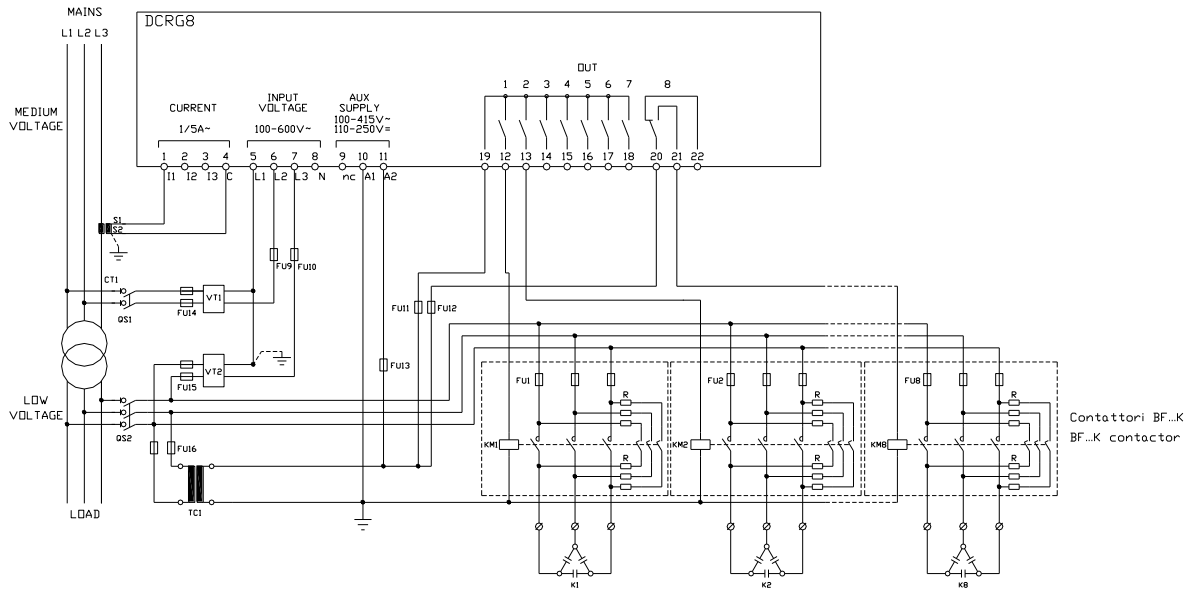 MAINS
L1 L2 L3
DCRG8
OUT
1 2 3 4 5 6 7 8
MEDIUM
VOLTAGE
CURRENT
1/5A~
INPUT
VOLTAGE
100-600V~
AUX
SUPPLY
100-415V~
110-250V=
1 2 3 4 5 6 7 8 9 10 11 19 12 13 14 15 16 17 18 20 21 22
I1 I2 I3 C L1 L2 L3 N nc A1 A2
S1
S2
FU9 FU10
CT1
VT1
FU11 FU12
FU14
QS1
VT2
FU13
FU15
FU1 FU2 FU8
LOW
VOLTAGE
R R R
QS2
Contattori BF...K
BF...K contactor
KM1 KM2 KM8
FU16
R R R
TC1
LOAD
K1 K2 K8